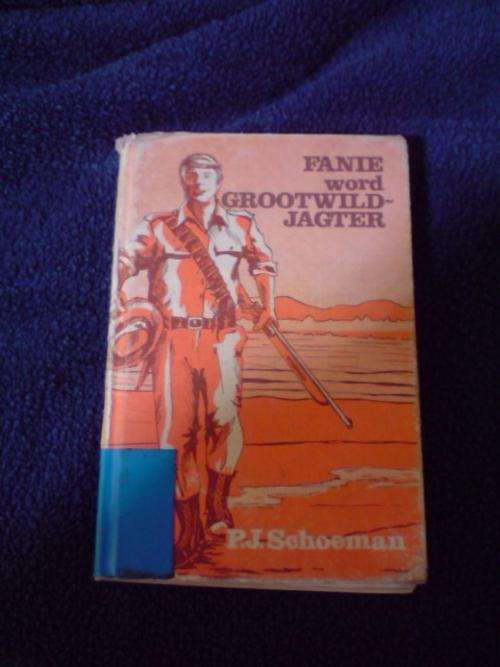 FANIE
word
GROOTWILD-
JAGTER
P.J. Schoeman